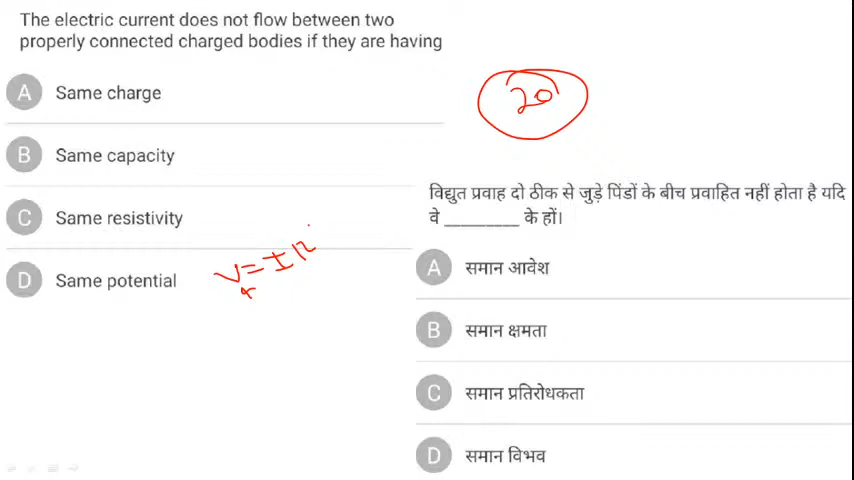 The electric current does not flow between two
properly connected charged bodies if they are having
A Same charge
B Same capacity
C Same resistivity
D Same potential
V = IR
20
विद्युत प्रवाह दो ठीक से जुड़े पिंडों के बीच प्रवाहित नहीं होता है यदि
वे _________ के हों।
A समान आवेश
B समान क्षमता
C समान प्रतिरोधकता
D समान विभव